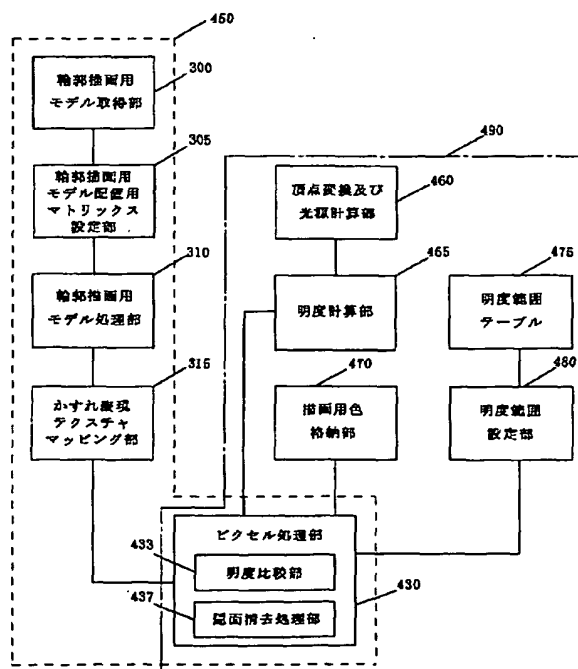 450
輪郭描画用
モデル取得部
300
490
305
輪郭描画用
モデル配置用
マトリックス
設定部
頂点変換及び
光源計算部
460
310
輪郭描画用
モデル処理部
465
明度計算部
475
明度範囲
テーブル
315
かすれ表現
テクスチャ
マッピング部
470
描画用色
格納部
480
明度範囲
設定部
ピクセル処理部
433
明度比較部
437
隠面消去処理部
430